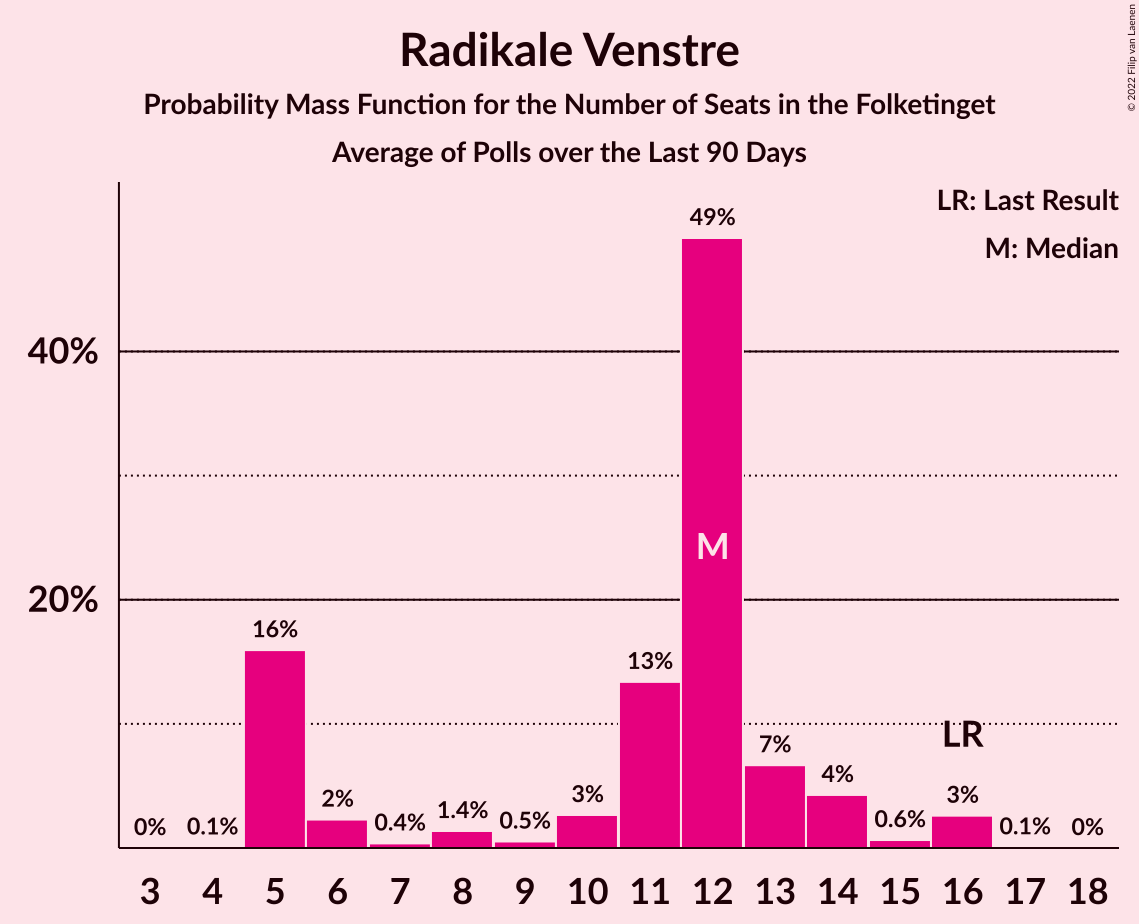 Radikale Venstre
Probability Mass Function for the Number of Seats in the Folketinget
Average of Polls over the Last 90 Days
© 2022 Filip van Laenen
LR: Last Result
M: Median
40%
20%
0%
0.1%
16%
2%
0.4%
1.4%
0.5%
3%
13%
49%
M
7%
4%
0.6%
LR
3%
0.1%
0%
3 4 5 6 7 8 9 10 11 12 13 14 15 16 17 18